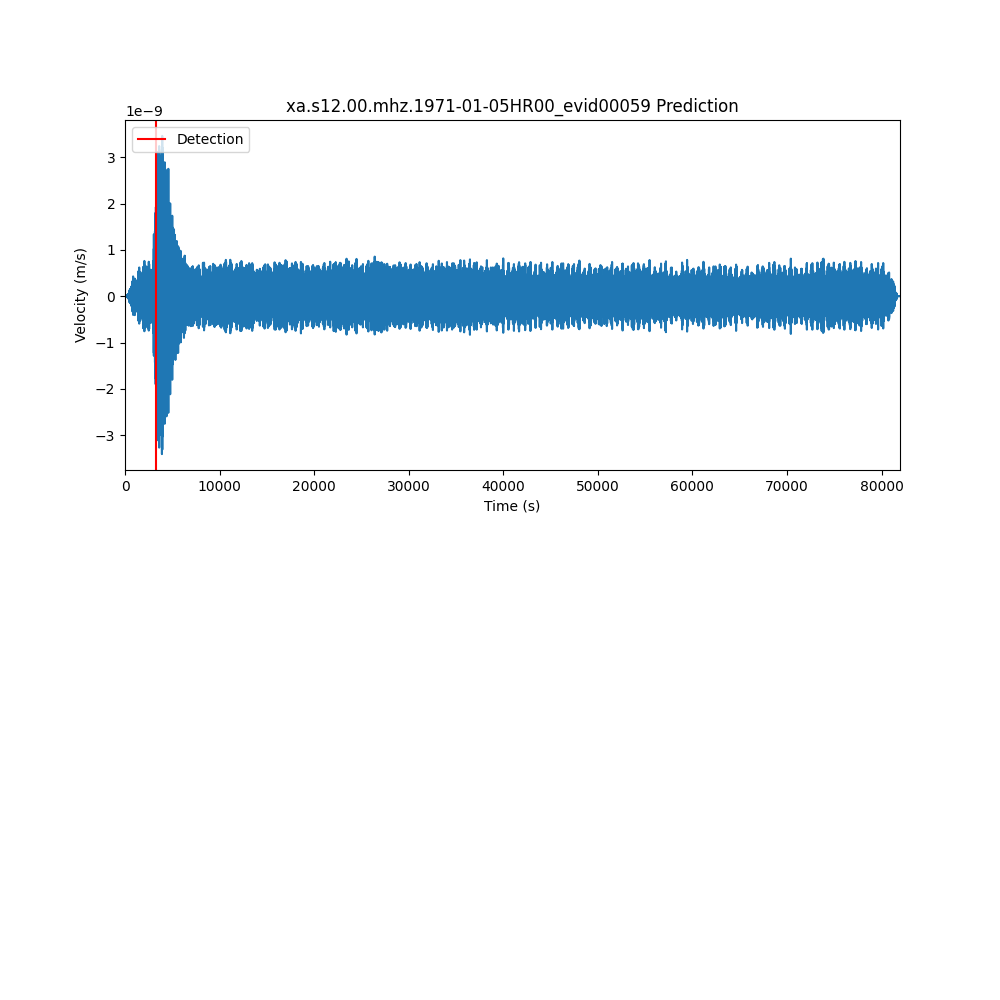 xa.s12.00.mhz.1971-01-05HR00_evid00059 Prediction
1e−9
Detection
3
2
1
0
−1
−2
−3
Velocity (m/s)
0 10000 20000 30000 40000 50000 60000 70000 80000
Time (s)